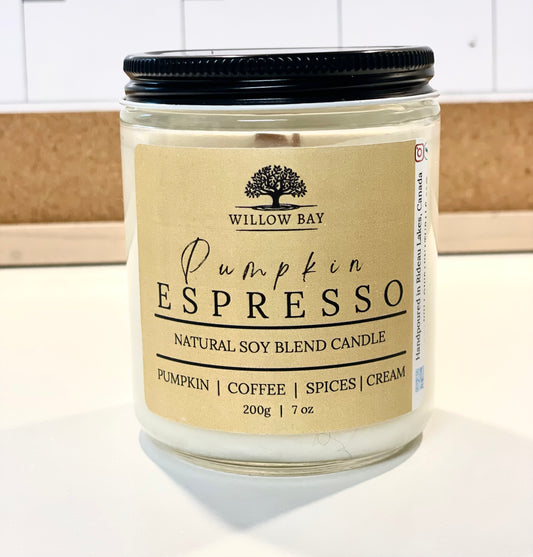 WILLOW BAY
Pumpkin
ESPRESSO
NATURAL SOY BLEND CANDLE
PUMPKIN | COFFEE | SPICES | CREAM
200g | 7 oz
Handpoured in Rideau Lakes, Canada